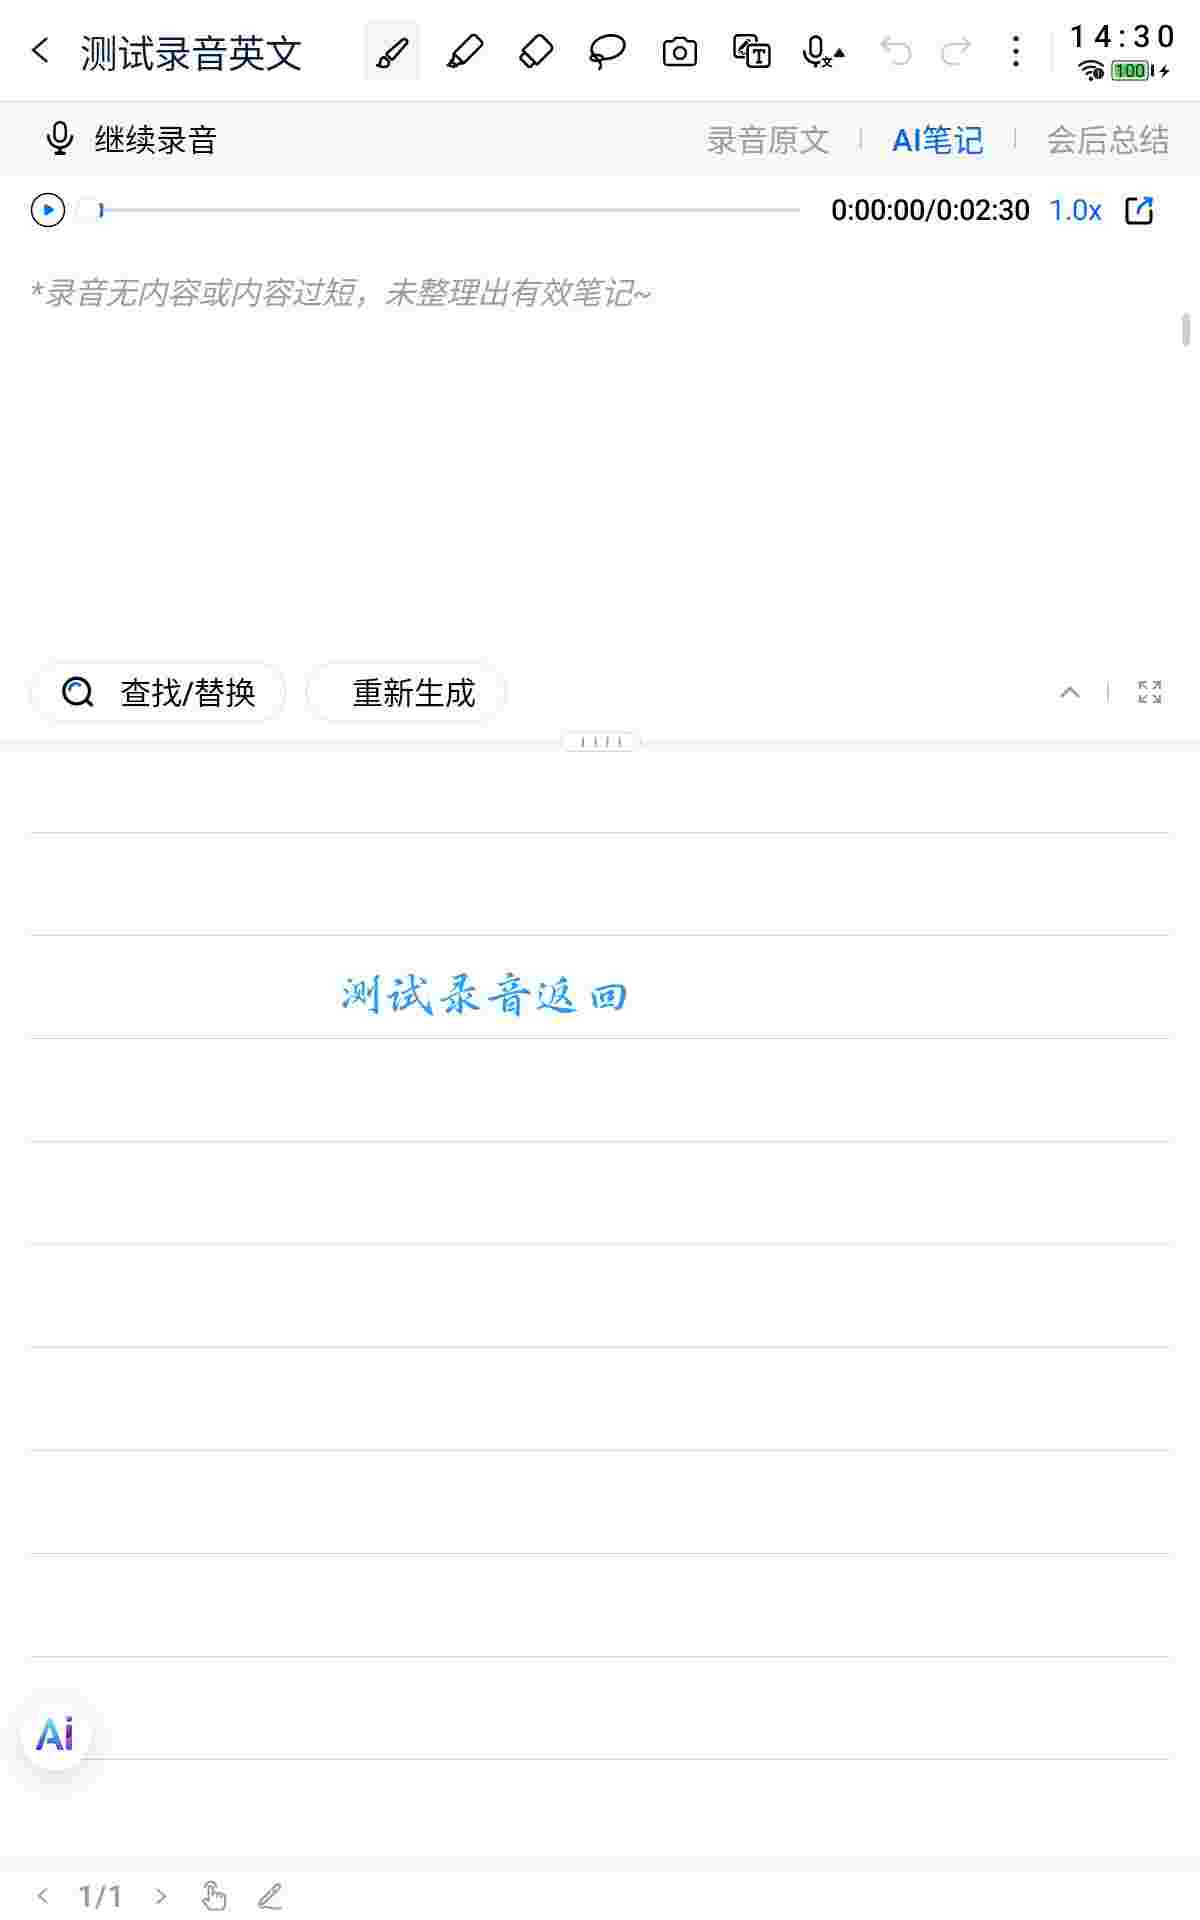 测试录音英文
14:30
100
继续录音
录音原文 AI笔记 会后总结
0:00:00/0:02:30 1.0x
*录音无内容或内容过短，未整理出有效笔记~
查找/替换 重新生成
测试录音返回
Ai
1/1